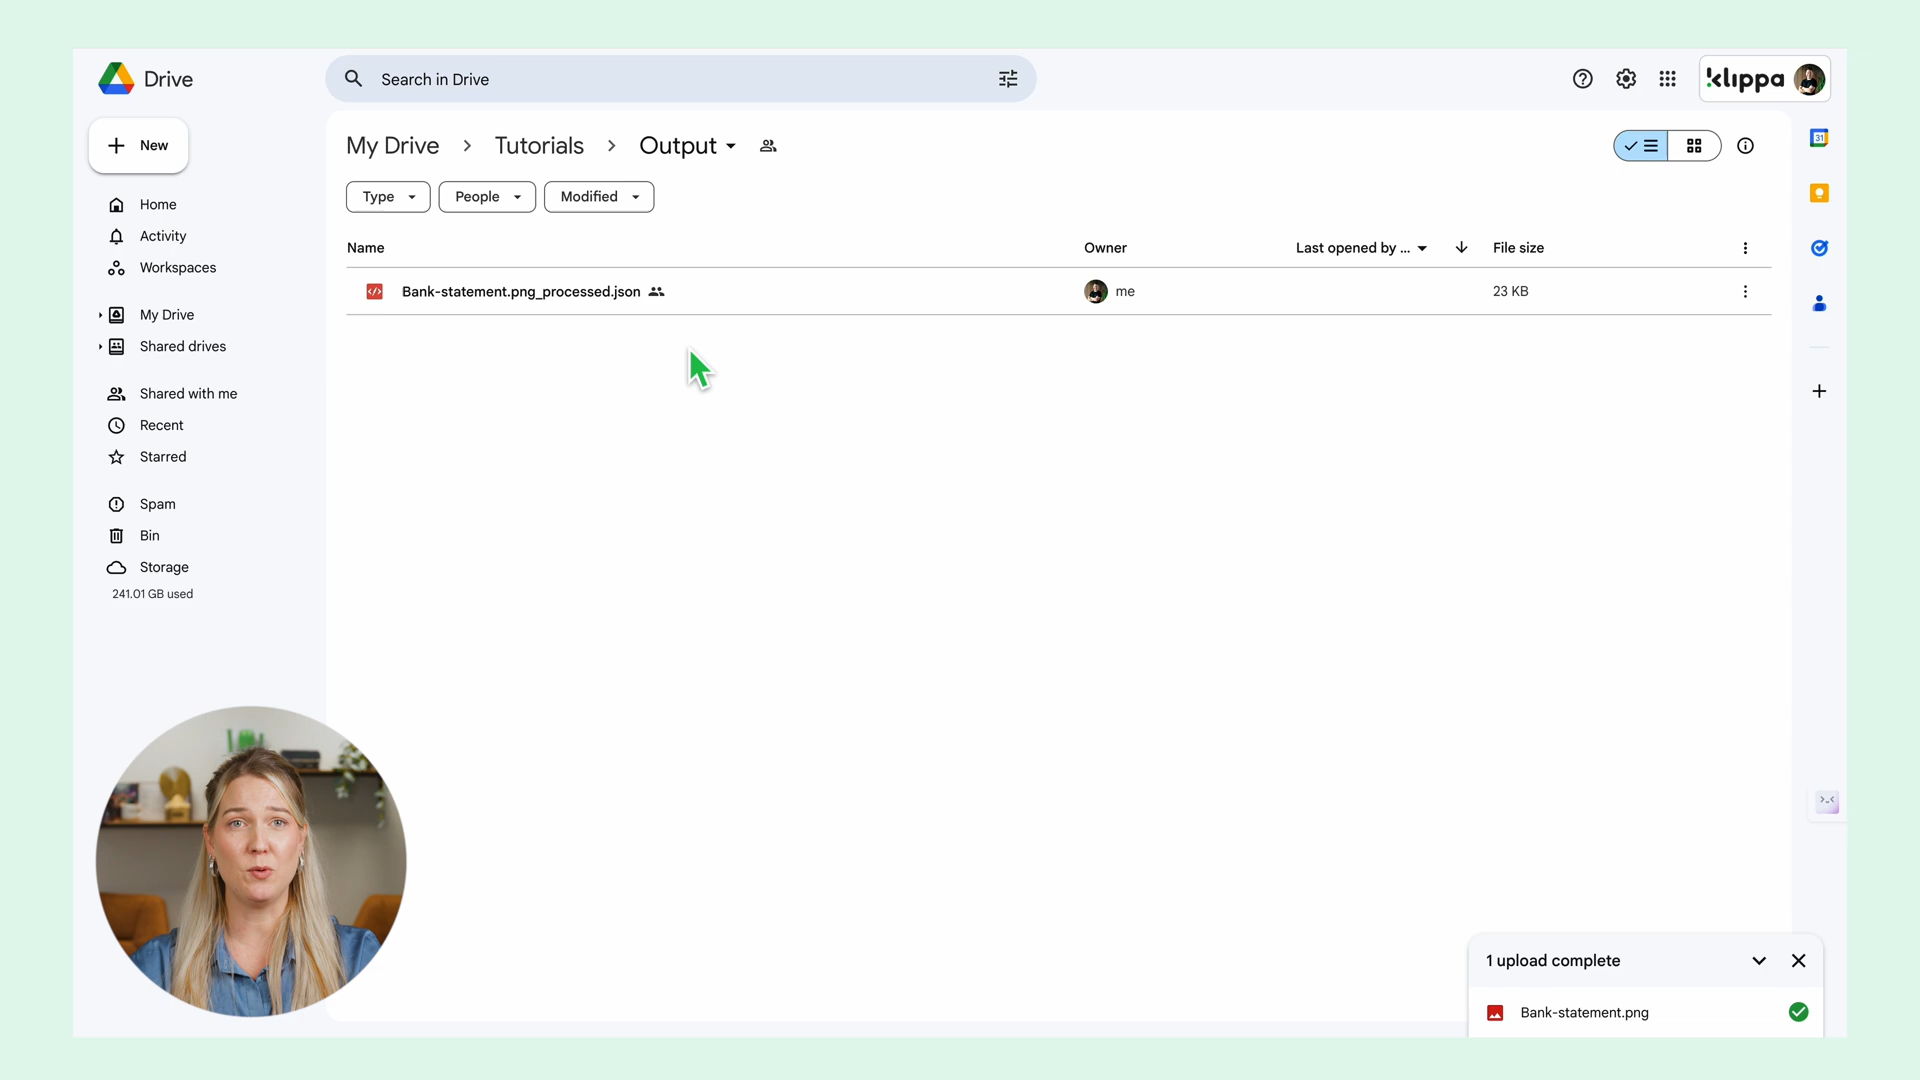 Drive
Search in Drive
klippa
New
My Drive
Tutorials
Output
Type
People
Modified
Home
Activity
Workspaces
My Drive
Shared drives
Shared with me
Recent
Starred
Spam
Bin
Storage
241.01 GB used
Name
Owner
Last opened by ...
File size
Bank-statement.png_processed.json
me
23 KB
31
1 upload complete
Bank-statement.png